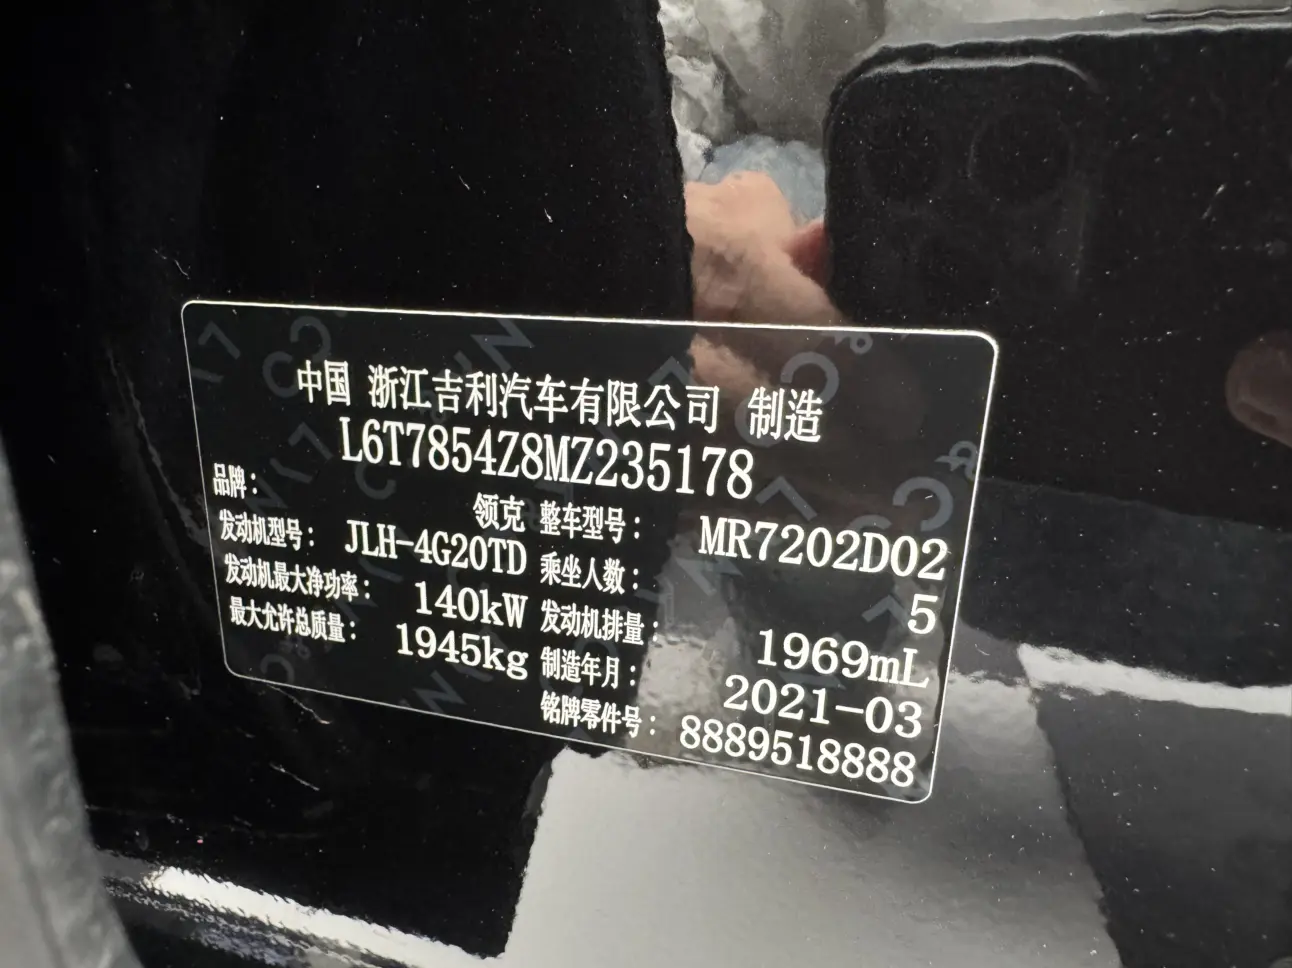 中国 浙江吉利汽车有限公司 制造
L6T7854Z8MZ235178
品牌： 领克 整车型号： MR7202D02
发动机型号： JLH-4G20TD 乘坐人数： 5
发动机最大净功率： 140kW 发动机排量： 1969mL
最大允许总质量： 1945kg 制造年月： 2021-03
铭牌零件号： 8889518888